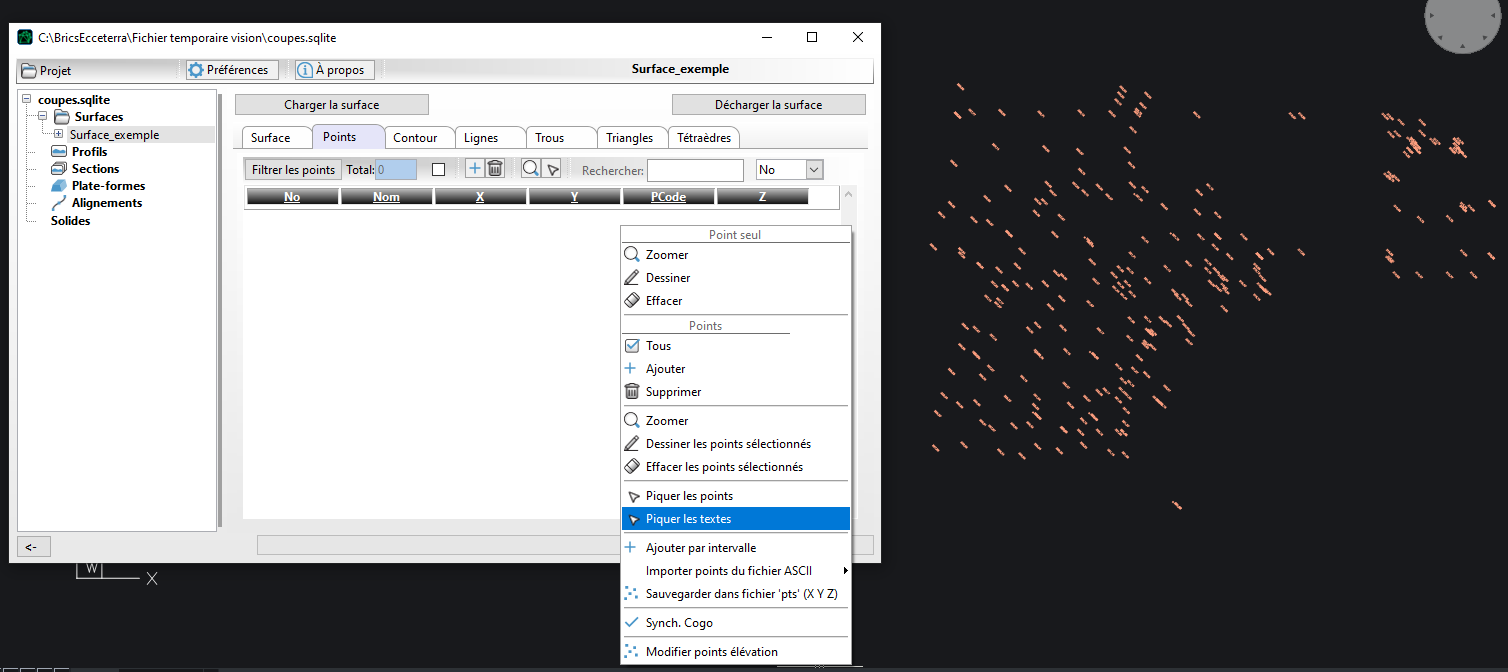 C:\BricsEcceterra\Fichier temporaire vision\coupes.sqlite
Projet
Préférences
À propos
Surface_exemple
coupes.sqlite
Surfaces
Surface_exemple
Profils
Sections
Plate-formes
Alignements
Solides
<-
Charger la surface
Décharger la surface
Surface
Points
Contour
Lignes
Trous
Triangles
Tétraèdres
Filtrer les points
Total:
0
Rechercher:
No
No
Nom
X
Y
PCode
Z
Point seul
Zoomer
Dessiner
Effacer
Points
Tous
Ajouter
Supprimer
Zoomer
Dessiner les points sélectionnés
Effacer les points sélectionnés
Piquer les points
Piquer les textes
Ajouter par intervalle
Importer points du fichier ASCII
Sauvegarder dans fichier 'pts' (X Y Z)
Synch. Cogo
Modifier points élévation
W
X